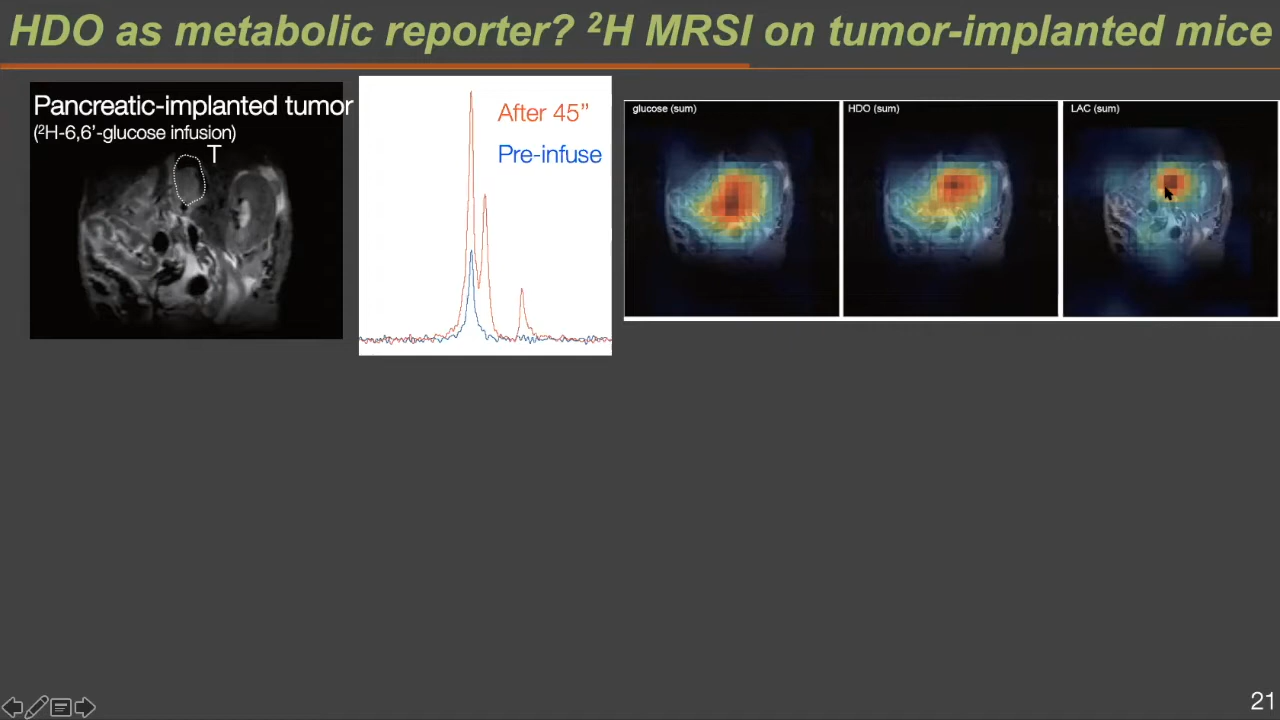 HDO as metabolic reporter? ²H MRSI on tumor-implanted mice
Pancreatic-implanted tumor
(²H-6,6’-glucose infusion)
T
After 45”
Pre-infuse
glucose (sum)
HDO (sum)
LAC (sum)
21